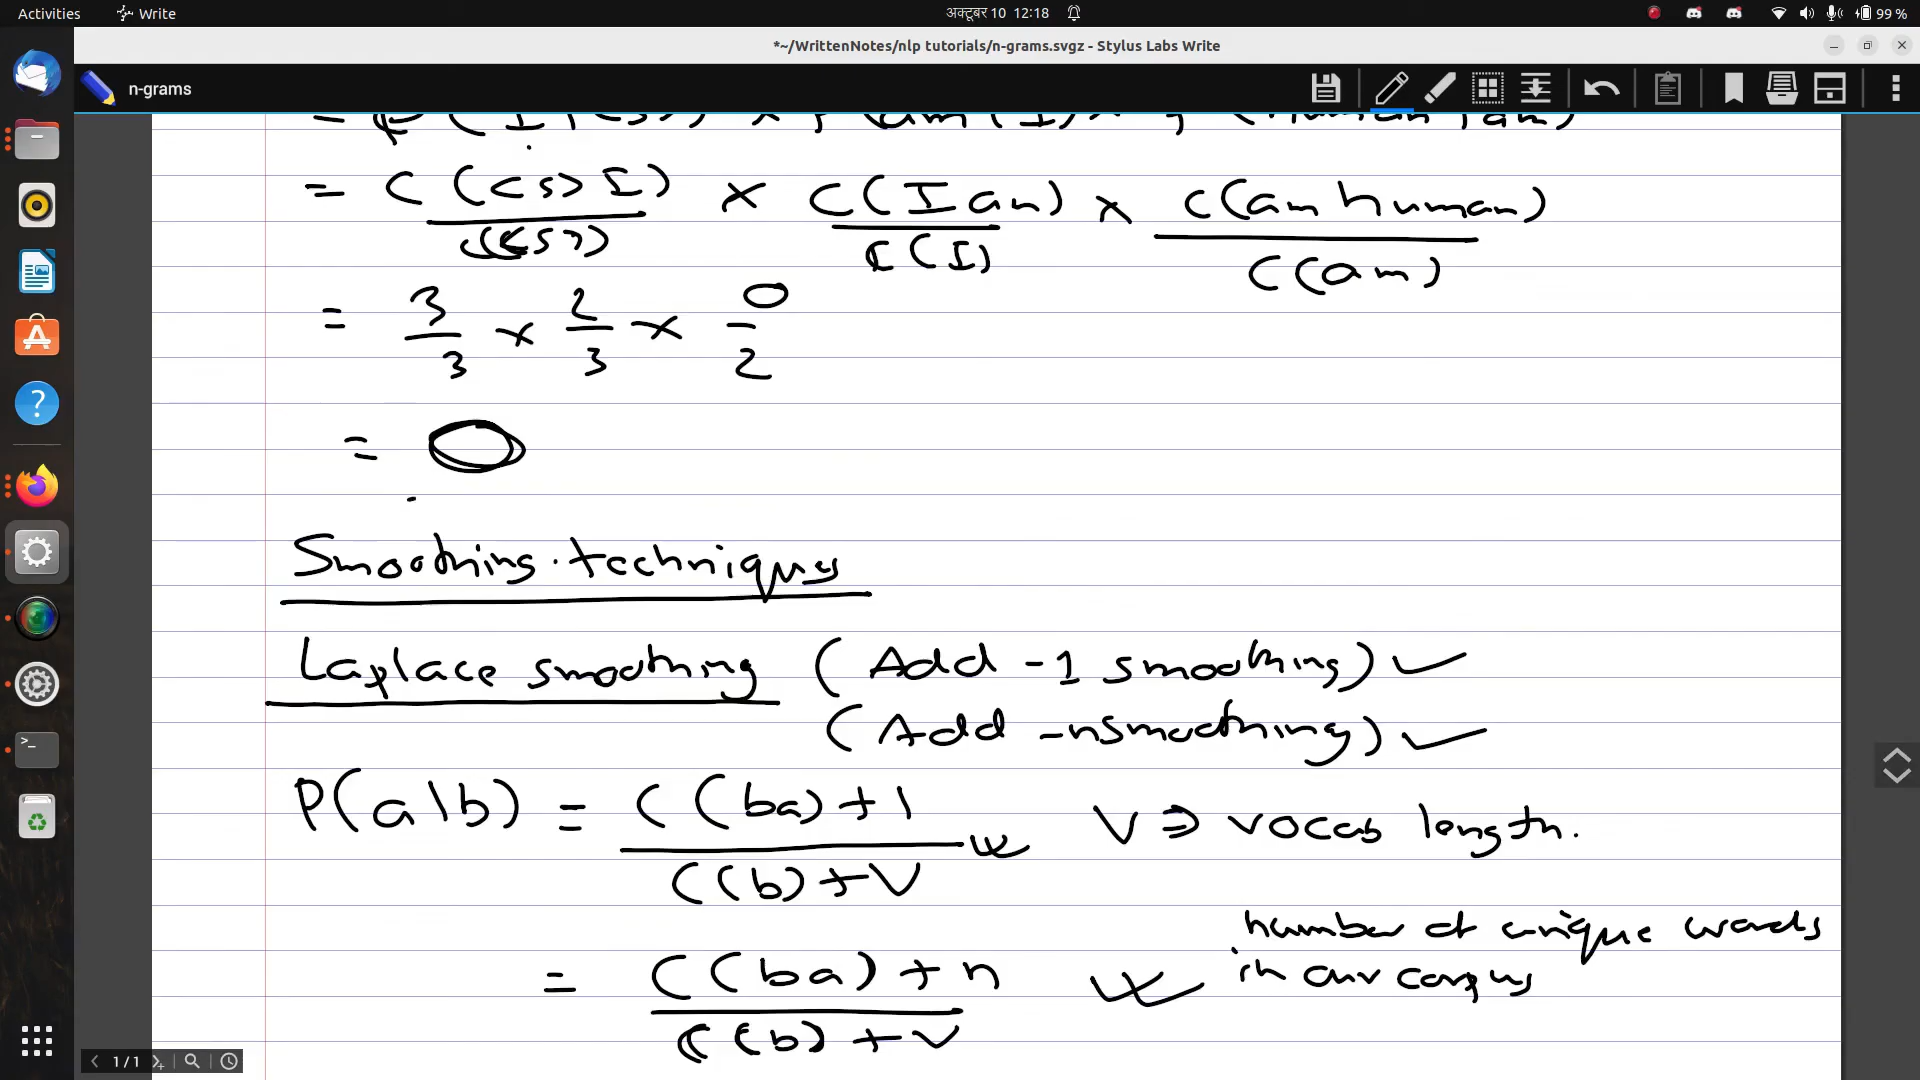 Activities Write अक्टूबर 10 12:18 99 %
*~/WrittenNotes/nlp tutorials/n-grams.svgz - Stylus Labs Write
n-grams
= C(<s> I) / C(<s>) × C(I am) / C(I) × C(am human) / C(am)
= 3/3 × 2/3 × 0/2
= 0
Smoothing techniques
Laplace smoothing (Add -1 smoothing)
(Add -n smoothing)
P(a|b) = C(ba)+1 / C(b)+V V ⇒ vocab length.
number of unique words
in our corpus
= C(ba)+n / C(b)+V
1 / 1